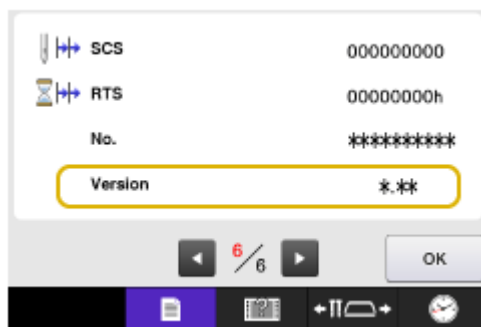 SCS 000000000
RTS 00000000h
No. **********
Version *.**
6/6 OK